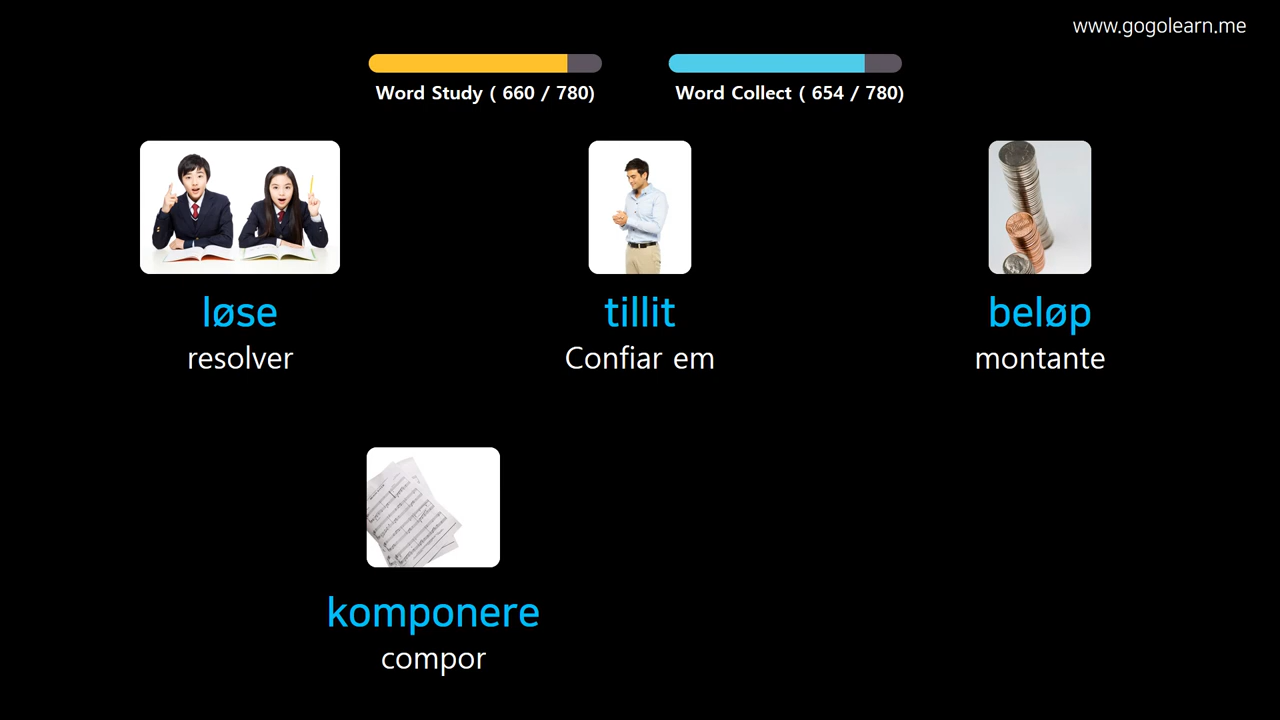 www.gogolearn.me
Word Study ( 660 / 780)
Word Collect ( 654 / 780)
løse
tillit
beløp
resolver
Confiar em
montante
komponere
compor